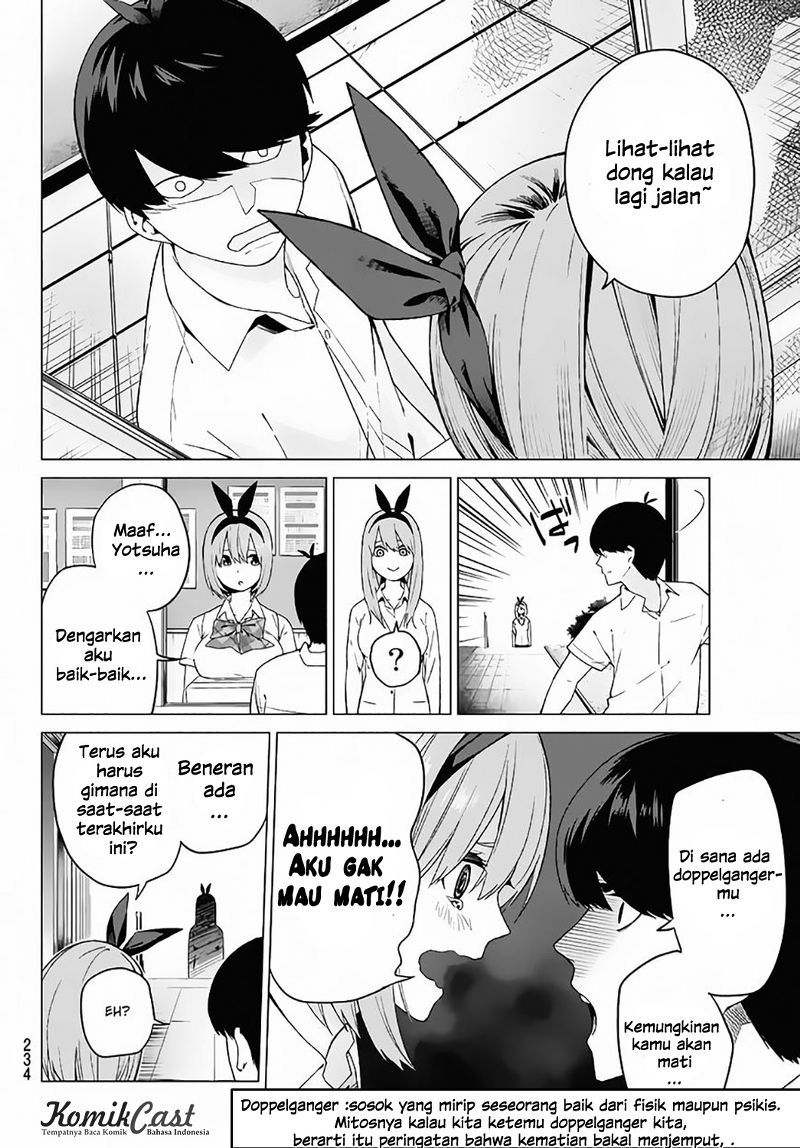 Lihat-lihat
dong kalau
lagi jalan~
ばっ
?
Maaf...
Yotsuha
...
Dengarkan
aku
baik-baik...
Di sana ada
doppelganger-
mu
...
Kemungkinan
kamu akan
mati
...
AHHHHHH...
AKU GAK
MAU MATI!!
Beneran
ada
...
Terus aku
harus
gimana di
saat-saat
terakhirku
ini?
EH?
234
KomikCast
Tempatnya Baca Komik Bahasa Indonesia
Doppelganger :sosok yang mirip seseorang baik dari fisik maupun psikis.
Mitosnya kalau kita ketemu doppelganger kita,
berarti itu peringatan bahwa kematian bakal menjemput, .